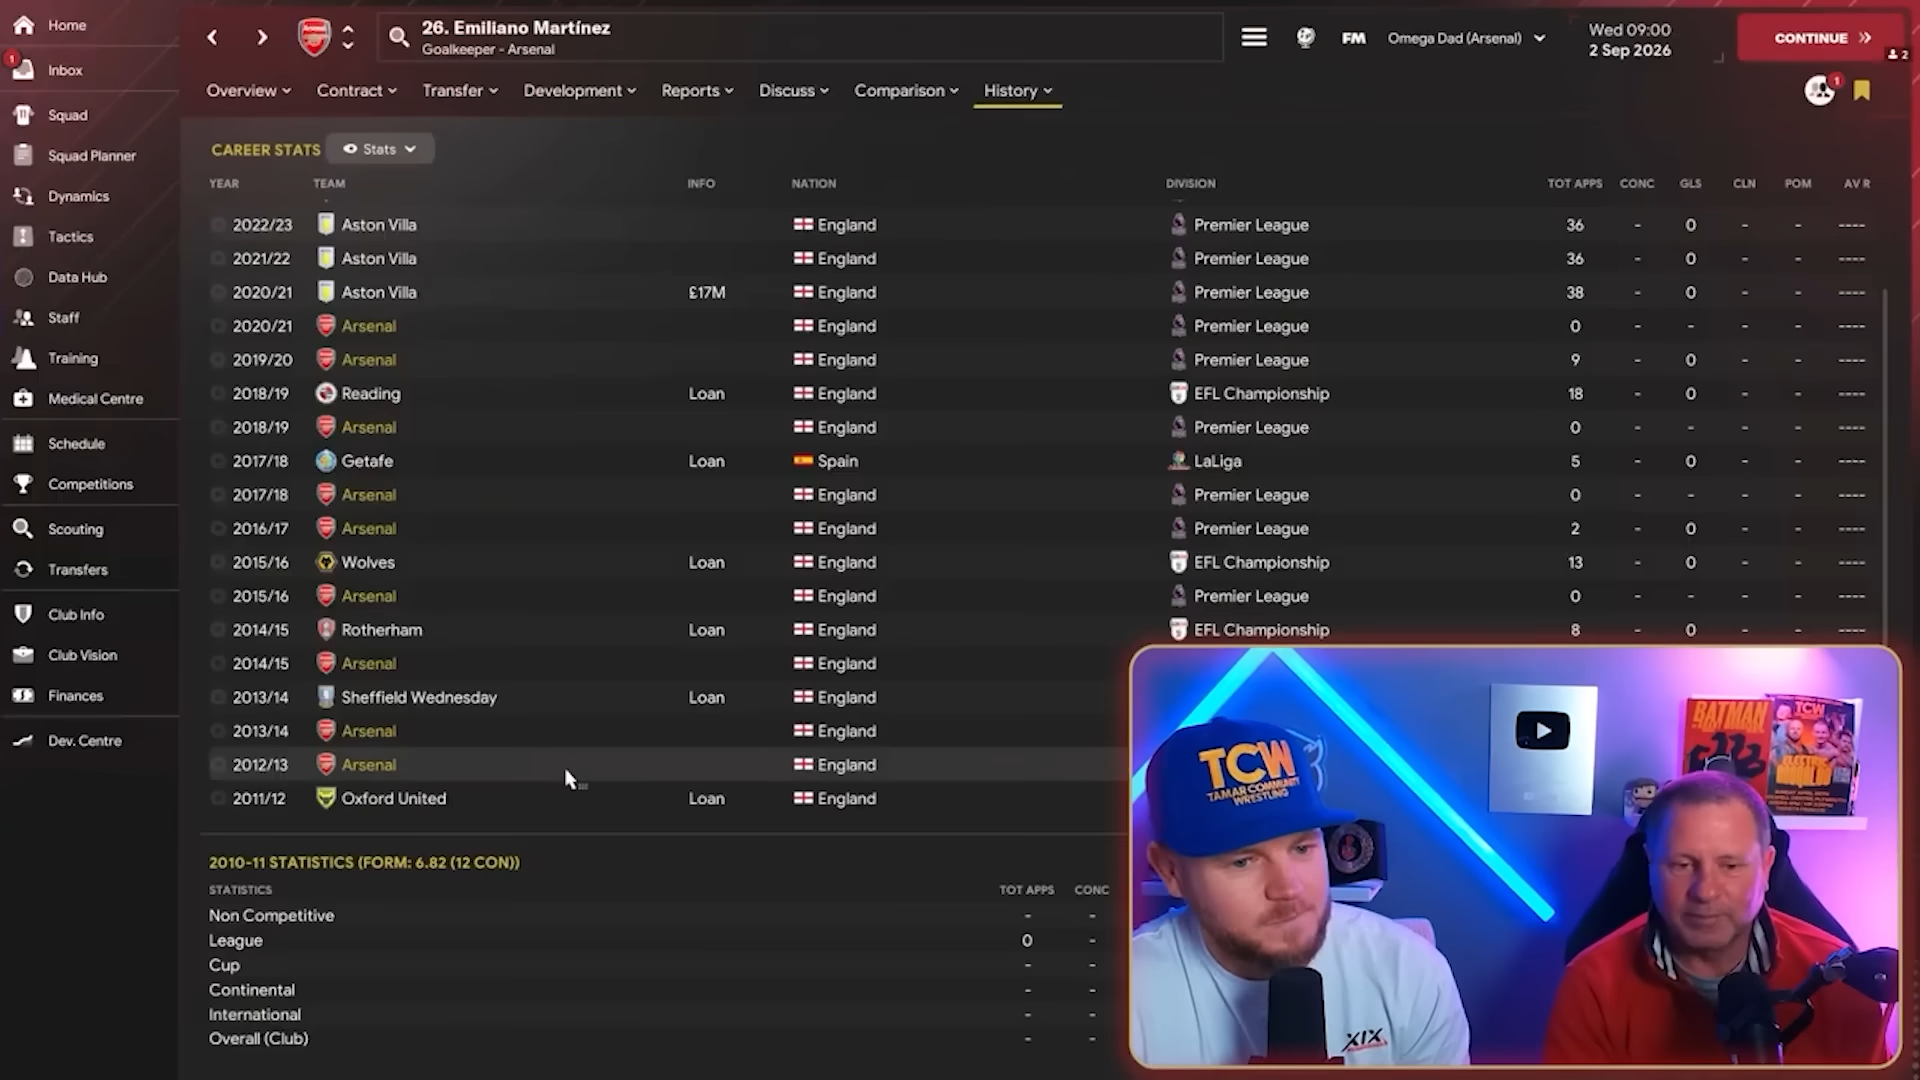 Home
1
Inbox
Squad
Squad Planner
Dynamics
Tactics
Data Hub
Staff
Training
Medical Centre
Schedule
Competitions
Scouting
Transfers
Club Info
Club Vision
Finances
Dev. Centre
26. Emiliano Martínez
Goalkeeper - Arsenal
FM
Omega Dad (Arsenal)
Wed 09:00
2 Sep 2026
CONTINUE
2
Overview Contract Transfer Development Reports Discuss Comparison History
1
CAREER STATS Stats
YEAR TEAM INFO NATION DIVISION TOT APPS CONC GLS CLN POM AV R
2022/23 Aston Villa England Premier League 36 - 0 - - ----
2021/22 Aston Villa England Premier League 36 - 0 - - ----
2020/21 Aston Villa £17M England Premier League 38 - 0 - - ----
2020/21 Arsenal England Premier League 0 - - - - ----
2019/20 Arsenal England Premier League 9 - 0 - - ----
2018/19 Reading Loan England EFL Championship 18 - 0 - - ----
2018/19 Arsenal England Premier League 0 - - - - ----
2017/18 Getafe Loan Spain LaLiga 5 - 0 - - ----
2017/18 Arsenal England Premier League 0 - - - - ----
2016/17 Arsenal England Premier League 2 - 0 - - ----
2015/16 Wolves Loan England EFL Championship 13 - 0 - - ----
2015/16 Arsenal England Premier League 0 - - - - ----
2014/15 Rotherham Loan England EFL Championship 8 - 0 - - ----
2014/15 Arsenal England
2013/14 Sheffield Wednesday Loan England
2013/14 Arsenal England
2012/13 Arsenal England
2011/12 Oxford United Loan England
2010-11 STATISTICS (FORM: 6.82 (12 CON))
STATISTICS TOT APPS CONC
Non Competitive - -
League 0 -
Cup - -
Continental - -
International - -
Overall (Club) - -
TCW
TAMAR COMMUNITY
WRESTLING
BATMAN
TCW
XIX